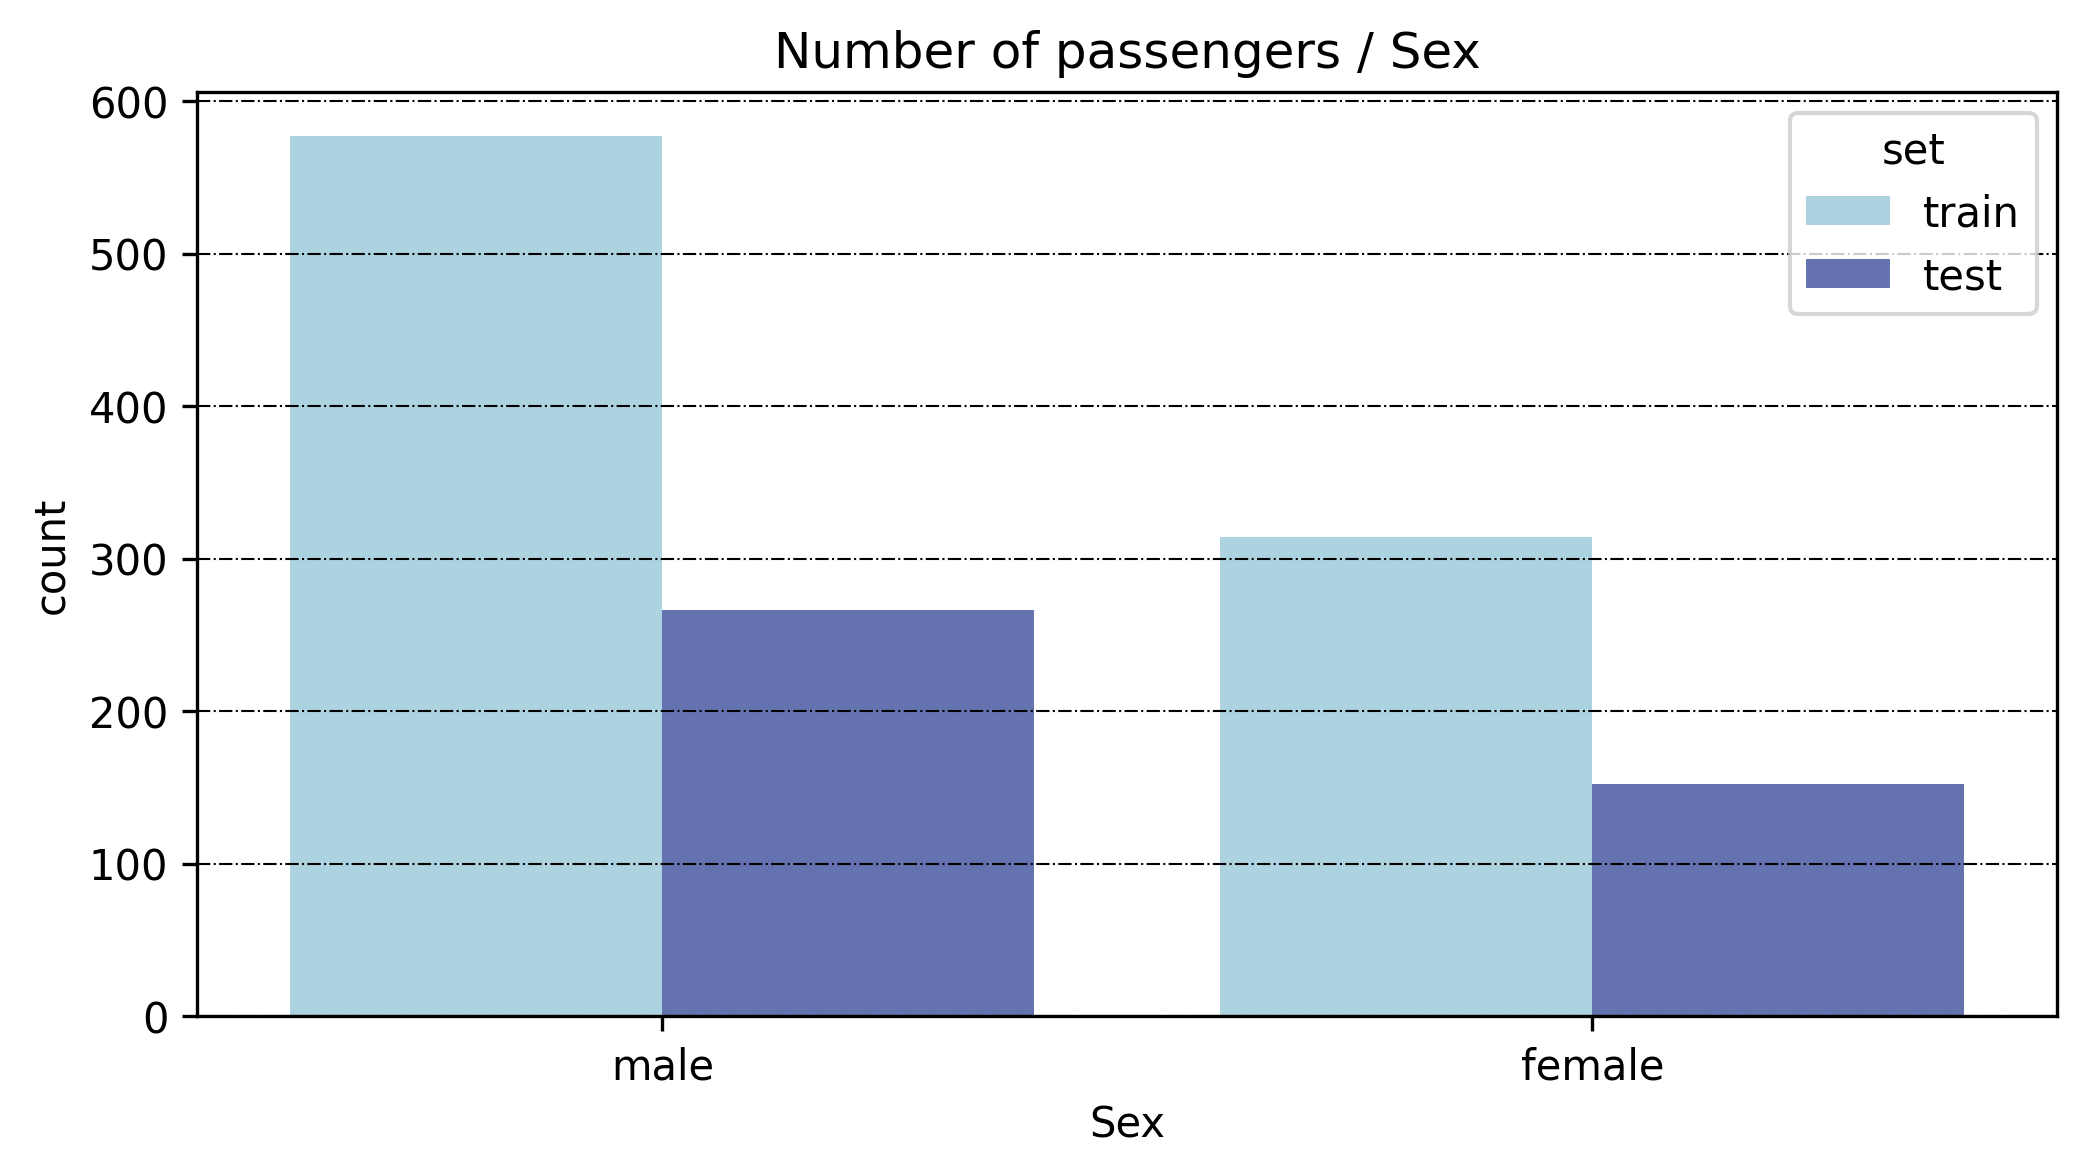 Number of passengers / Sex
600
500
400
300
200
100
0
count
set
train
test
male
female
Sex